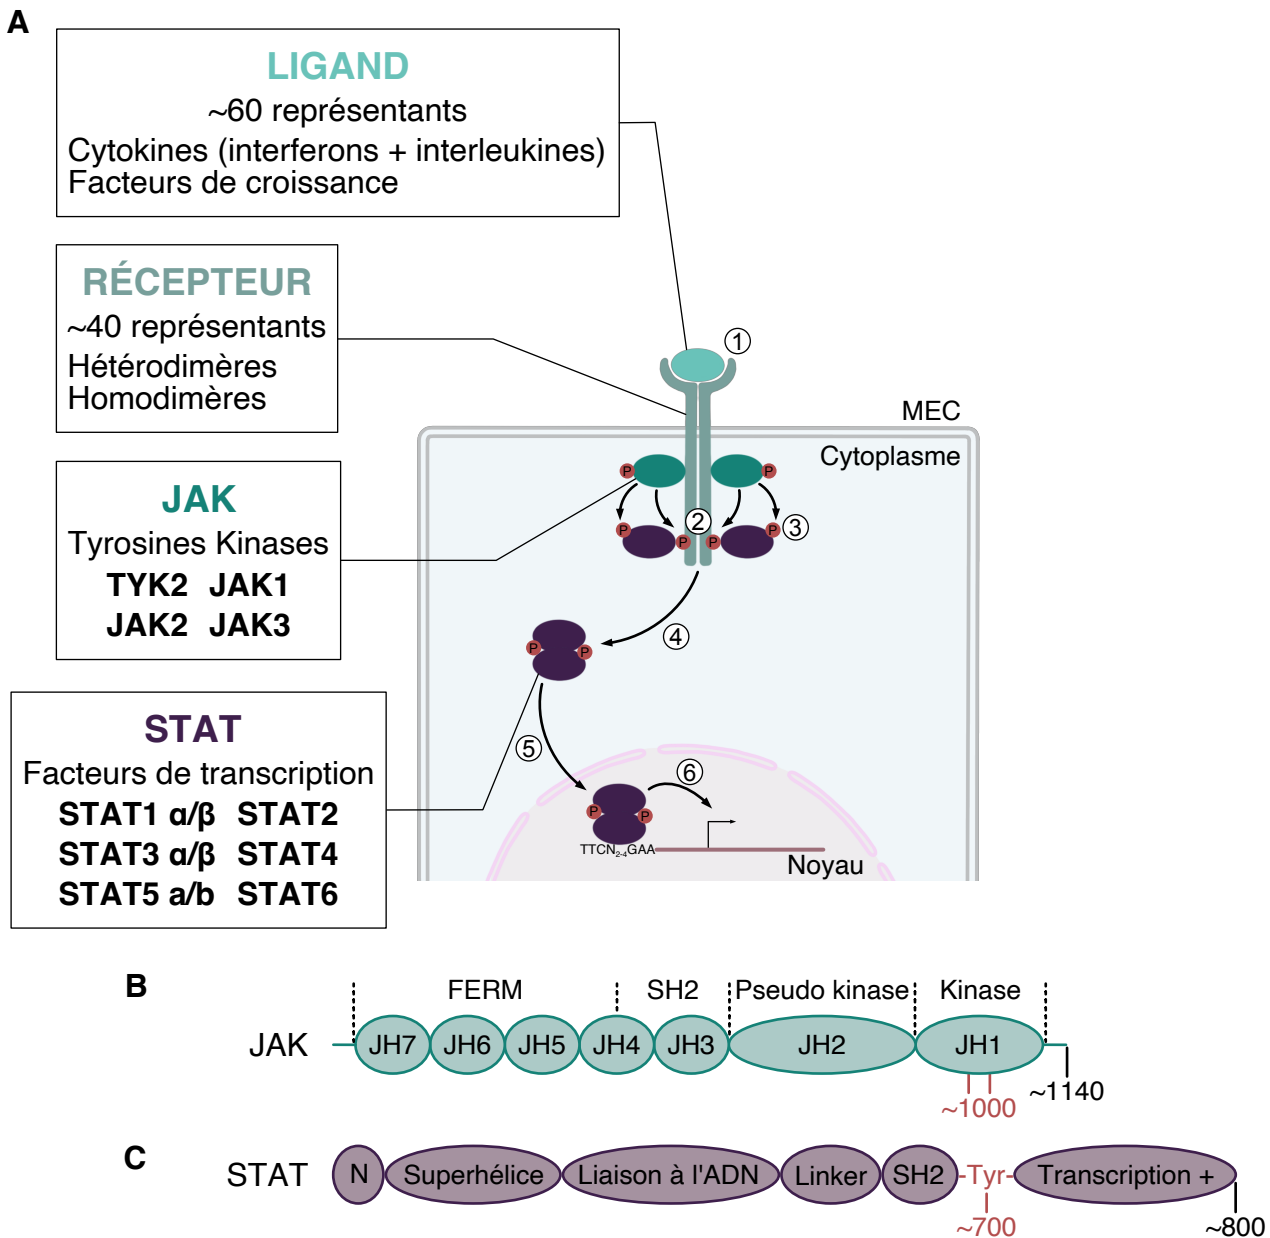 A
LIGAND
~60 représentants
Cytokines (interferons + interleukines)
Facteurs de croissance
RÉCEPTEUR
~40 représentants
Hétérodimères
Homodimères
JAK
Tyrosines Kinases
TYK2 JAK1
JAK2 JAK3
STAT
Facteurs de transcription
STAT1 α/β STAT2
STAT3 α/β STAT4
STAT5 a/b STAT6
1
MEC
Cytoplasme
P P
2
3
P P P P
4
P P
5
6
P P
TTCN2-4GAA
Noyau
B
FERM SH2 Pseudo kinase Kinase
JAK JH7 JH6 JH5 JH4 JH3 JH2 JH1
~1000 ~1140
C
STAT N Superhélice Liaison à l'ADN Linker SH2 -Tyr- Transcription +
~700 ~800